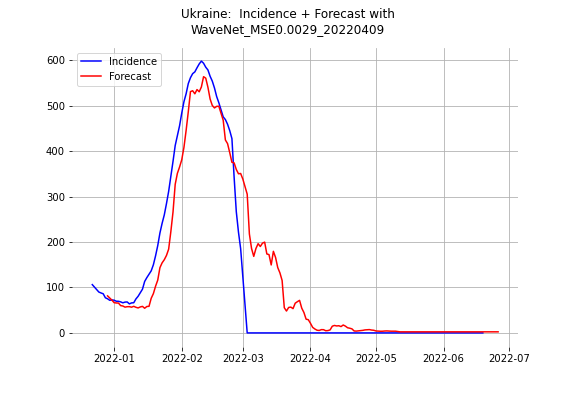 Ukraine:  Incidence + Forecast with
WaveNet_MSE0.0029_20220409
Incidence
Forecast
600
500
400
300
200
100
0
2022-01 2022-02 2022-03 2022-04 2022-05 2022-06 2022-07